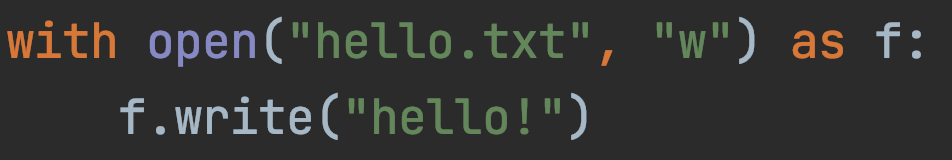 with open("hello.txt", "w") as f:
    f.write("hello!")